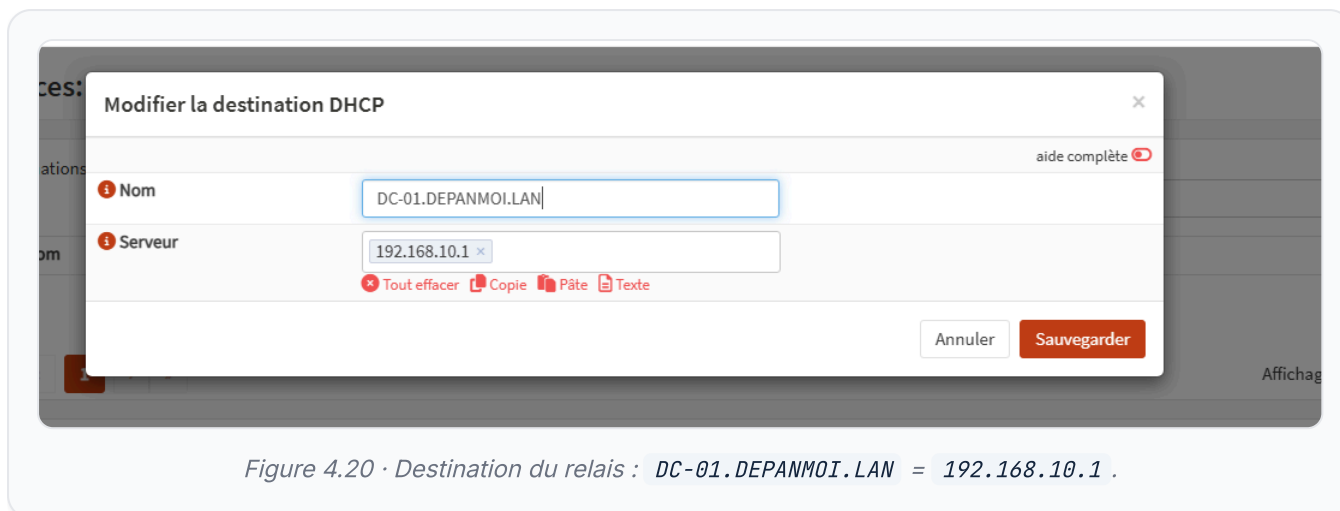 ces:
Modifier la destination DHCP ×
aide complète
ations
Nom
DC-01.DEPANMOI.LAN
om
Serveur
192.168.10.1 ×
Tout effacer Copie Pâte Texte
Annuler Sauvegarder
1
Affichag
Figure 4.20 · Destination du relais : DC-01.DEPANMOI.LAN = 192.168.10.1 .